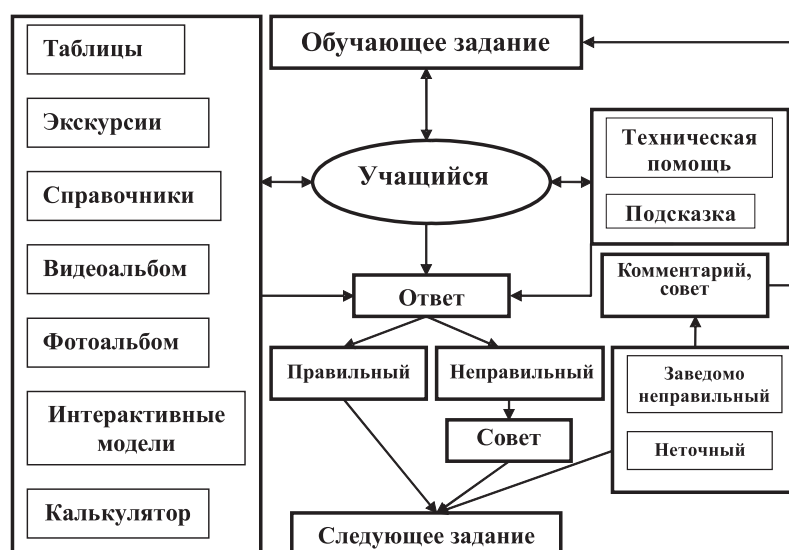 Таблицы
Экскурсии
Справочники
Видеоальбом
Фотоальбом
Интерактивные
модели
Калькулятор
Обучающее задание
Учащийся
Техническая
помощь
Подсказка
Ответ
Комментарий,
совет
Правильный
Неправильный
Заведомо
неправильный
Неточный
Совет
Следующее задание